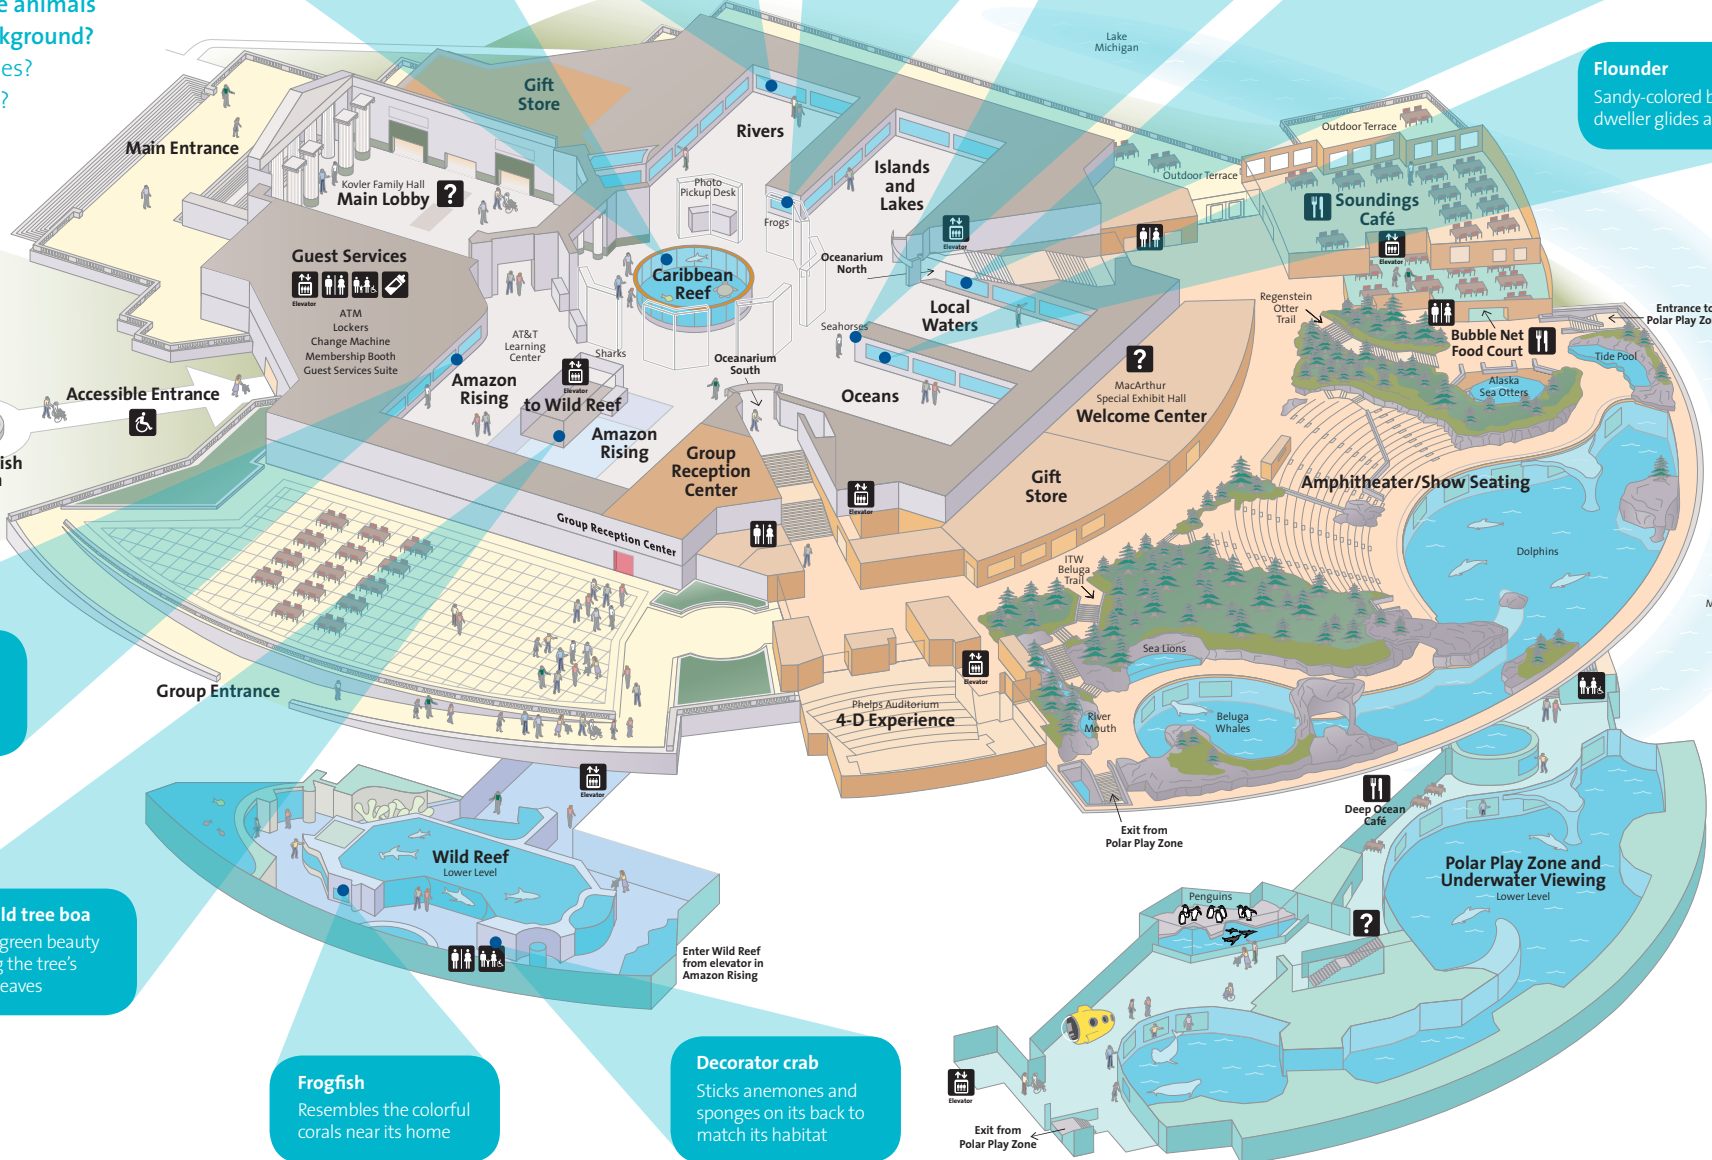 e animals
kground?
es?
?
Lake
Michigan
Flounder
Sandy-colored b
dweller glides a
Gift
Store
Main Entrance
Rivers
Outdoor Terrace
Islands
and
Lakes
Outdoor Terrace
Kovler Family Hall
Main Lobby
?
Photo
Pickup Desk
Frogs
Soundings
Café
Elevator
Elevator
Guest Services
Elevator
ATM
Lockers
Change Machine
Membership Booth
Guest Services Suite
Oceanarium
North
Caribbean
Reef
Local
Waters
Regenstein
Otter
Trail
Entrance to
Polar Play Zo
Bubble Net
Food Court
Tide Pool
Seahorses
AT&T
Learning
Center
Sharks
Elevator
Oceanarium
South
Amazon
Rising
to Wild Reef
Oceans
?
MacArthur
Special Exhibit Hall
Welcome Center
Alaska
Sea Otters
Accessible Entrance
Amazon
Rising
ish
Group
Reception
Center
Gift
Store
Amphitheater/Show Seating
Elevator
Group Reception Center
Dolphins
ITW
Beluga
Trail
M
Sea Lions
Elevator
Group Entrance
Phelps Auditorium
4-D Experience
River
Mouth
Beluga
Whales
Elevator
Deep Ocean
Café
Exit from
Polar Play Zone
Wild Reef
Lower Level
Polar Play Zone and
Underwater Viewing
Lower Level
Penguins
?
ld tree boa
green beauty
g the tree's
eaves
Enter Wild Reef
from elevator in
Amazon Rising
Frogfish
Resembles the colorful
corals near its home
Decorator crab
Sticks anemones and
sponges on its back to
match its habitat
Elevator
Exit from
Polar Play Zone